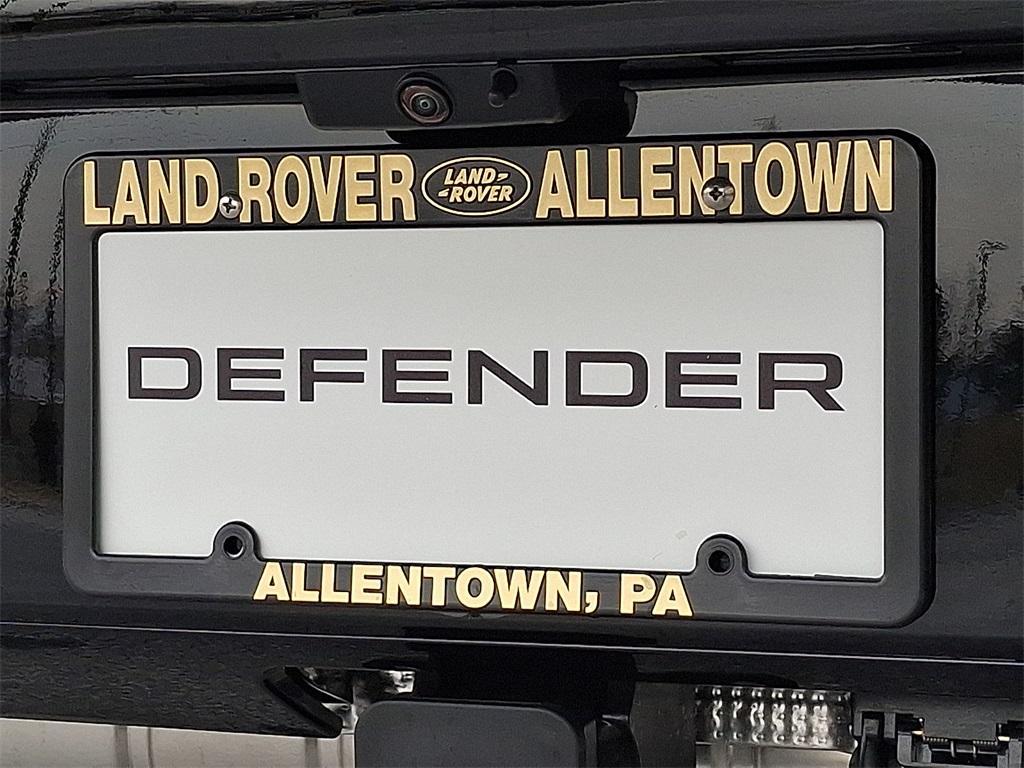 LAND ROVER LAND ROVER ALLENTOWN
DEFENDER
ALLENTOWN, PA